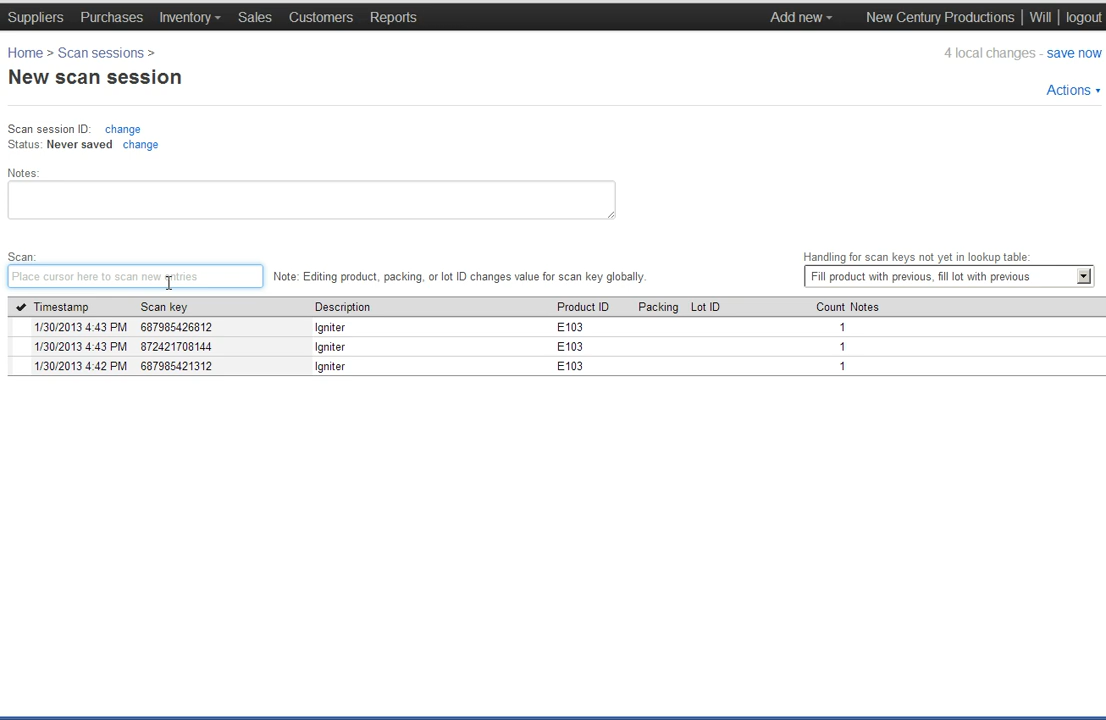 Suppliers Purchases Inventory Sales Customers Reports Add new New Century Productions | Will | logout
Home > Scan sessions > 4 local changes - save now
New scan session
Actions
Scan session ID: change
Status: Never saved change
Notes:
Scan: Handling for scan keys not yet in lookup table:
Place cursor here to scan new entries Note: Editing product, packing, or lot ID changes value for scan key globally. Fill product with previous, fill lot with previous
Timestamp Scan key Description Product ID Packing Lot ID Count Notes
1/30/2013 4:43 PM 687985426812 Igniter E103 1
1/30/2013 4:43 PM 872421708144 Igniter E103 1
1/30/2013 4:42 PM 687985421312 Igniter E103 1